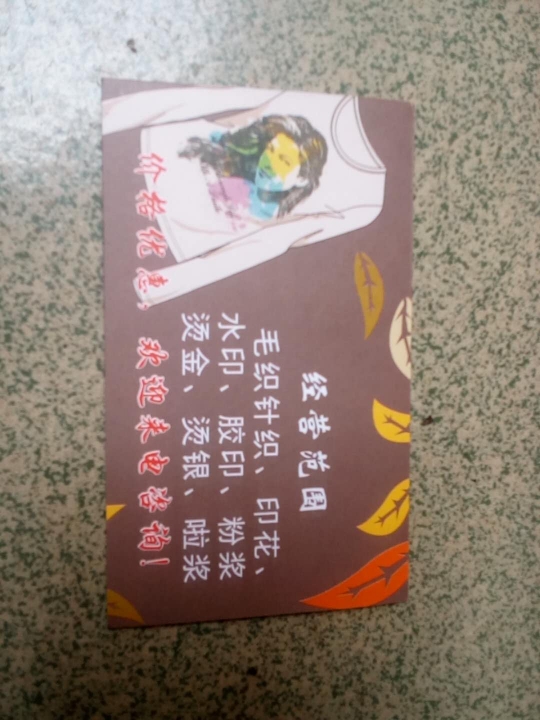 经营范围
毛织针织、印花、
水印、胶印、粉浆
烫金、烫银、啦浆
价格优惠，欢迎来电咨询！